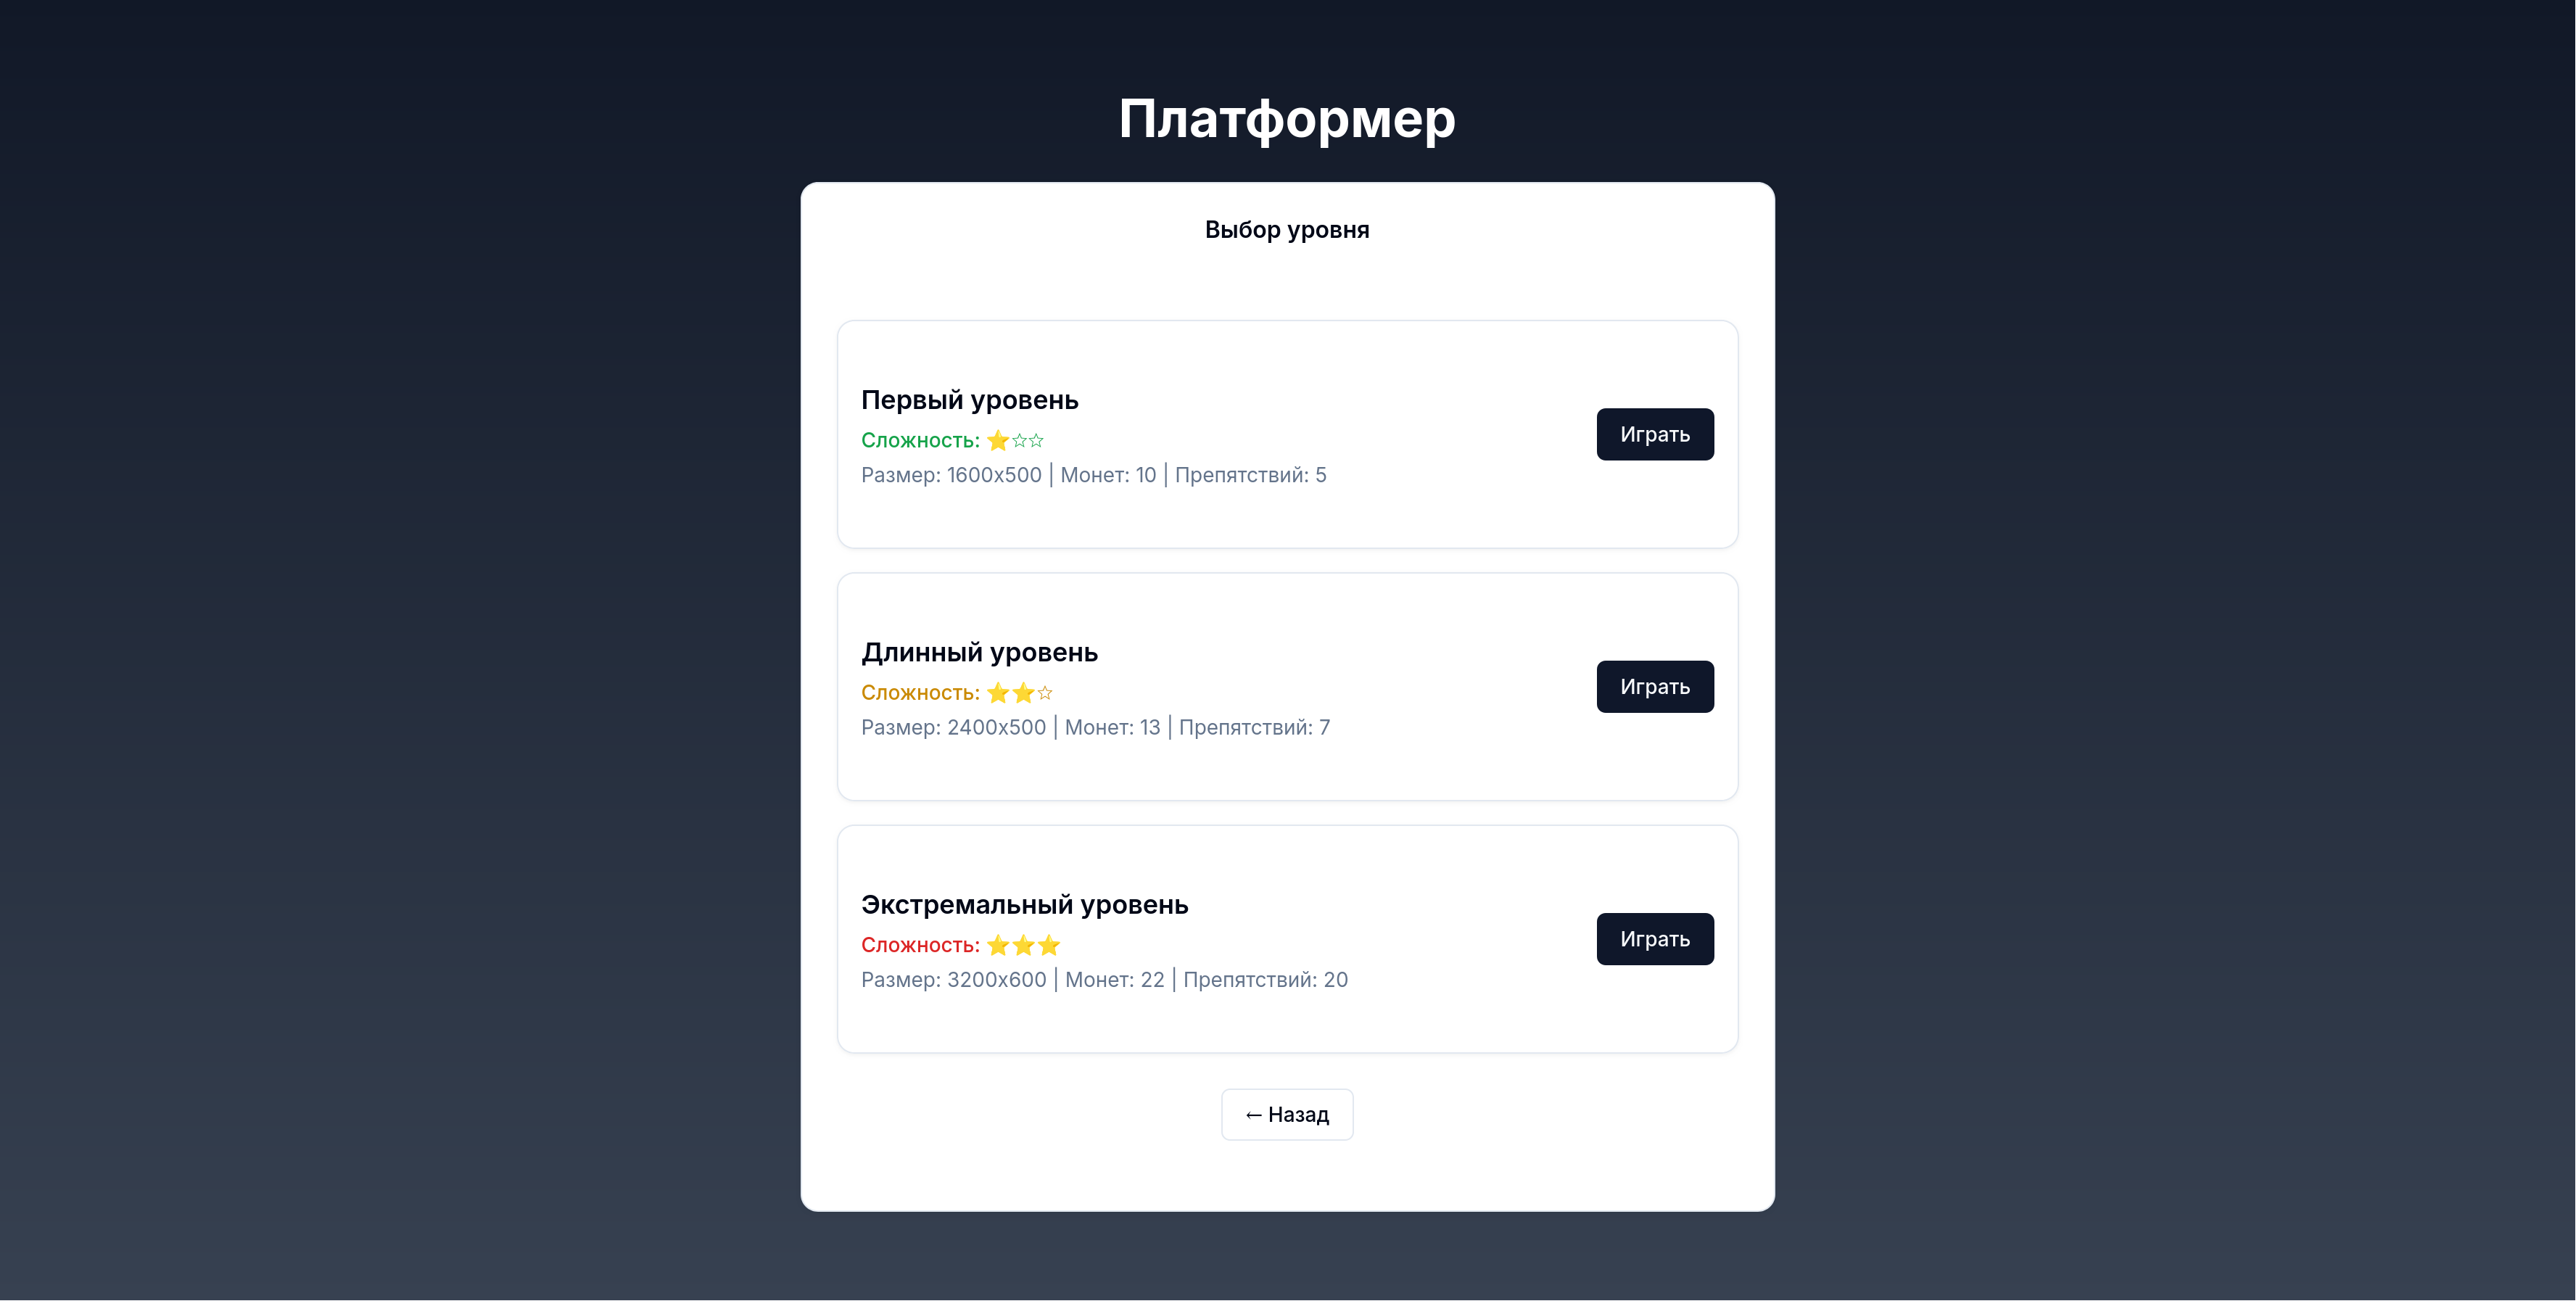 Платформер
Выбор уровня
Первый уровень
Сложность: ⭐☆☆
Размер: 1600x500 | Монет: 10 | Препятствий: 5
Играть
Длинный уровень
Сложность: ⭐⭐☆
Размер: 2400x500 | Монет: 13 | Препятствий: 7
Играть
Экстремальный уровень
Сложность: ⭐⭐⭐
Размер: 3200x600 | Монет: 22 | Препятствий: 20
Играть
← Назад